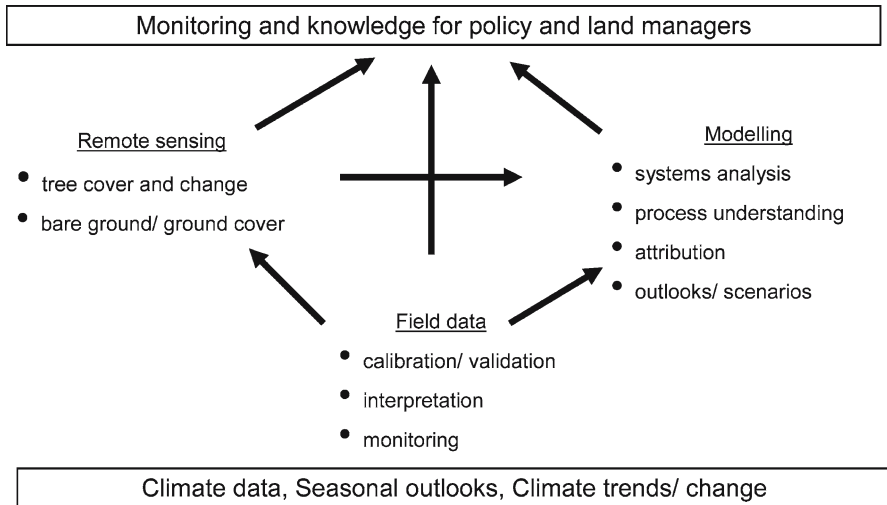 Monitoring and knowledge for policy and land managers
Remote sensing
• tree cover and change
• bare ground/ ground cover
Modelling
• systems analysis
• process understanding
• attribution
• outlooks/ scenarios
Field data
• calibration/ validation
• interpretation
• monitoring
Climate data, Seasonal outlooks, Climate trends/ change